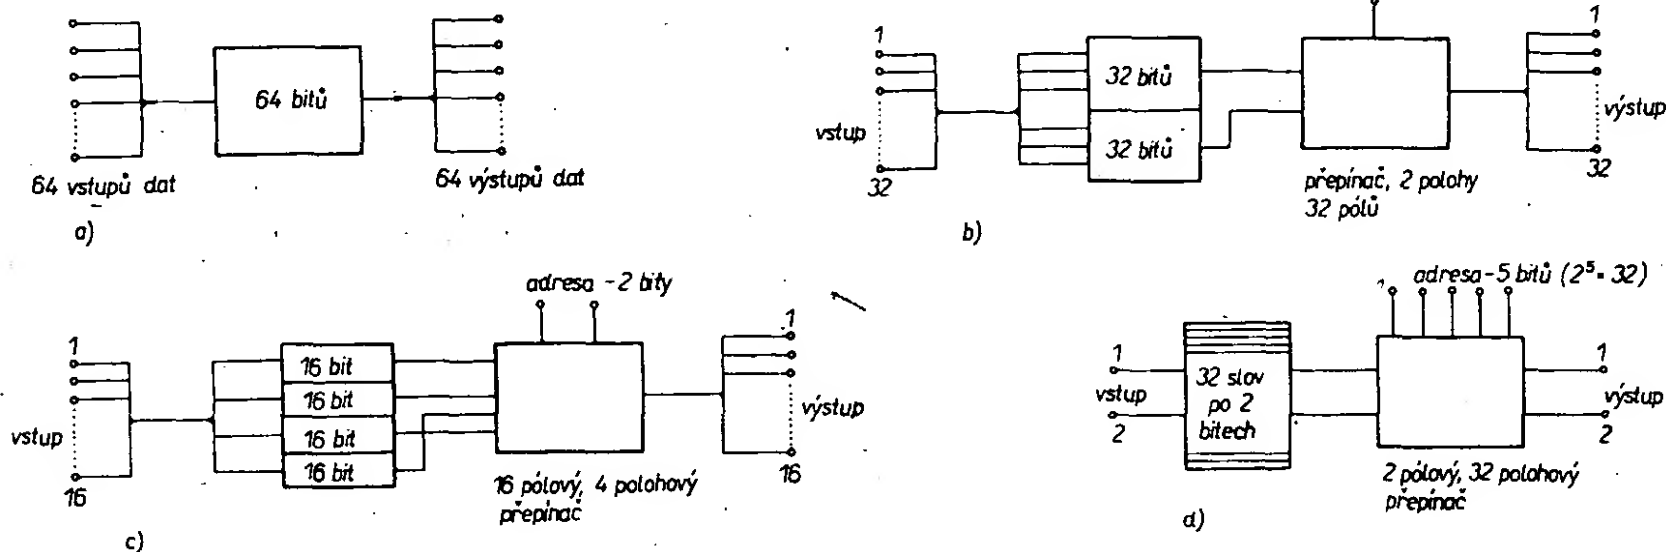 64 bitů
64 vstupů dat
64 výstupů dat
a)
1
vstup
32
32 bitů
32 bitů
přepínač, 2 polohy
32 pólů
1
výstup
32
b)
adresa - 2 bity
1
vstup
16
16 bit
16 bit
16 bit
16 bit
16 pólový, 4 polohový
přepínač
1
výstup
16
c)
adresa - 5 bitů (2⁵ = 32)
1
vstup
2
32 slov
po 2
bitech
2 pólový, 32 polohový
přepínač
1
výstup
2
d)